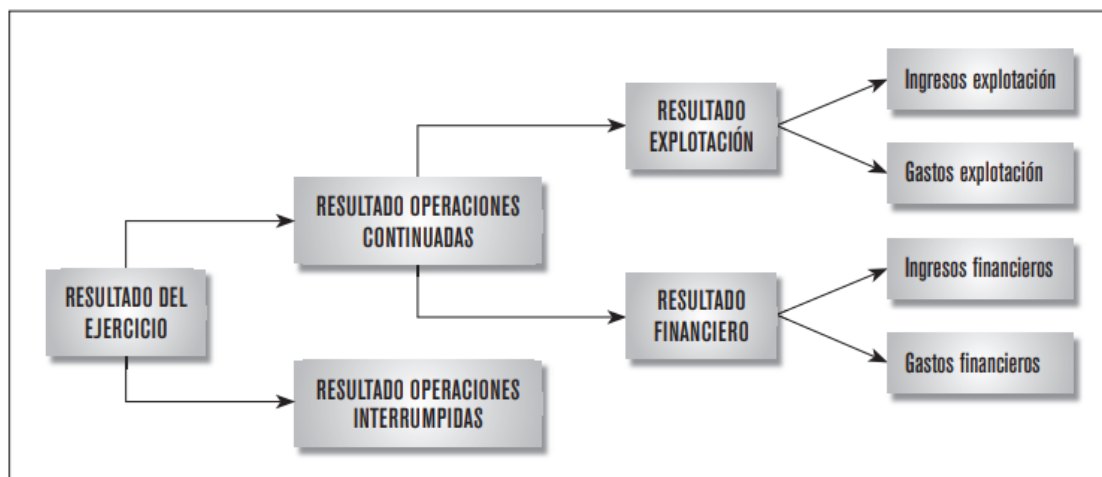 RESULTADO DEL
EJERCICIO
RESULTADO OPERACIONES
CONTINUADAS
RESULTADO OPERACIONES
INTERRUMPIDAS
RESULTADO
EXPLOTACIÓN
RESULTADO
FINANCIERO
Ingresos explotación
Gastos explotación
Ingresos financieros
Gastos financieros